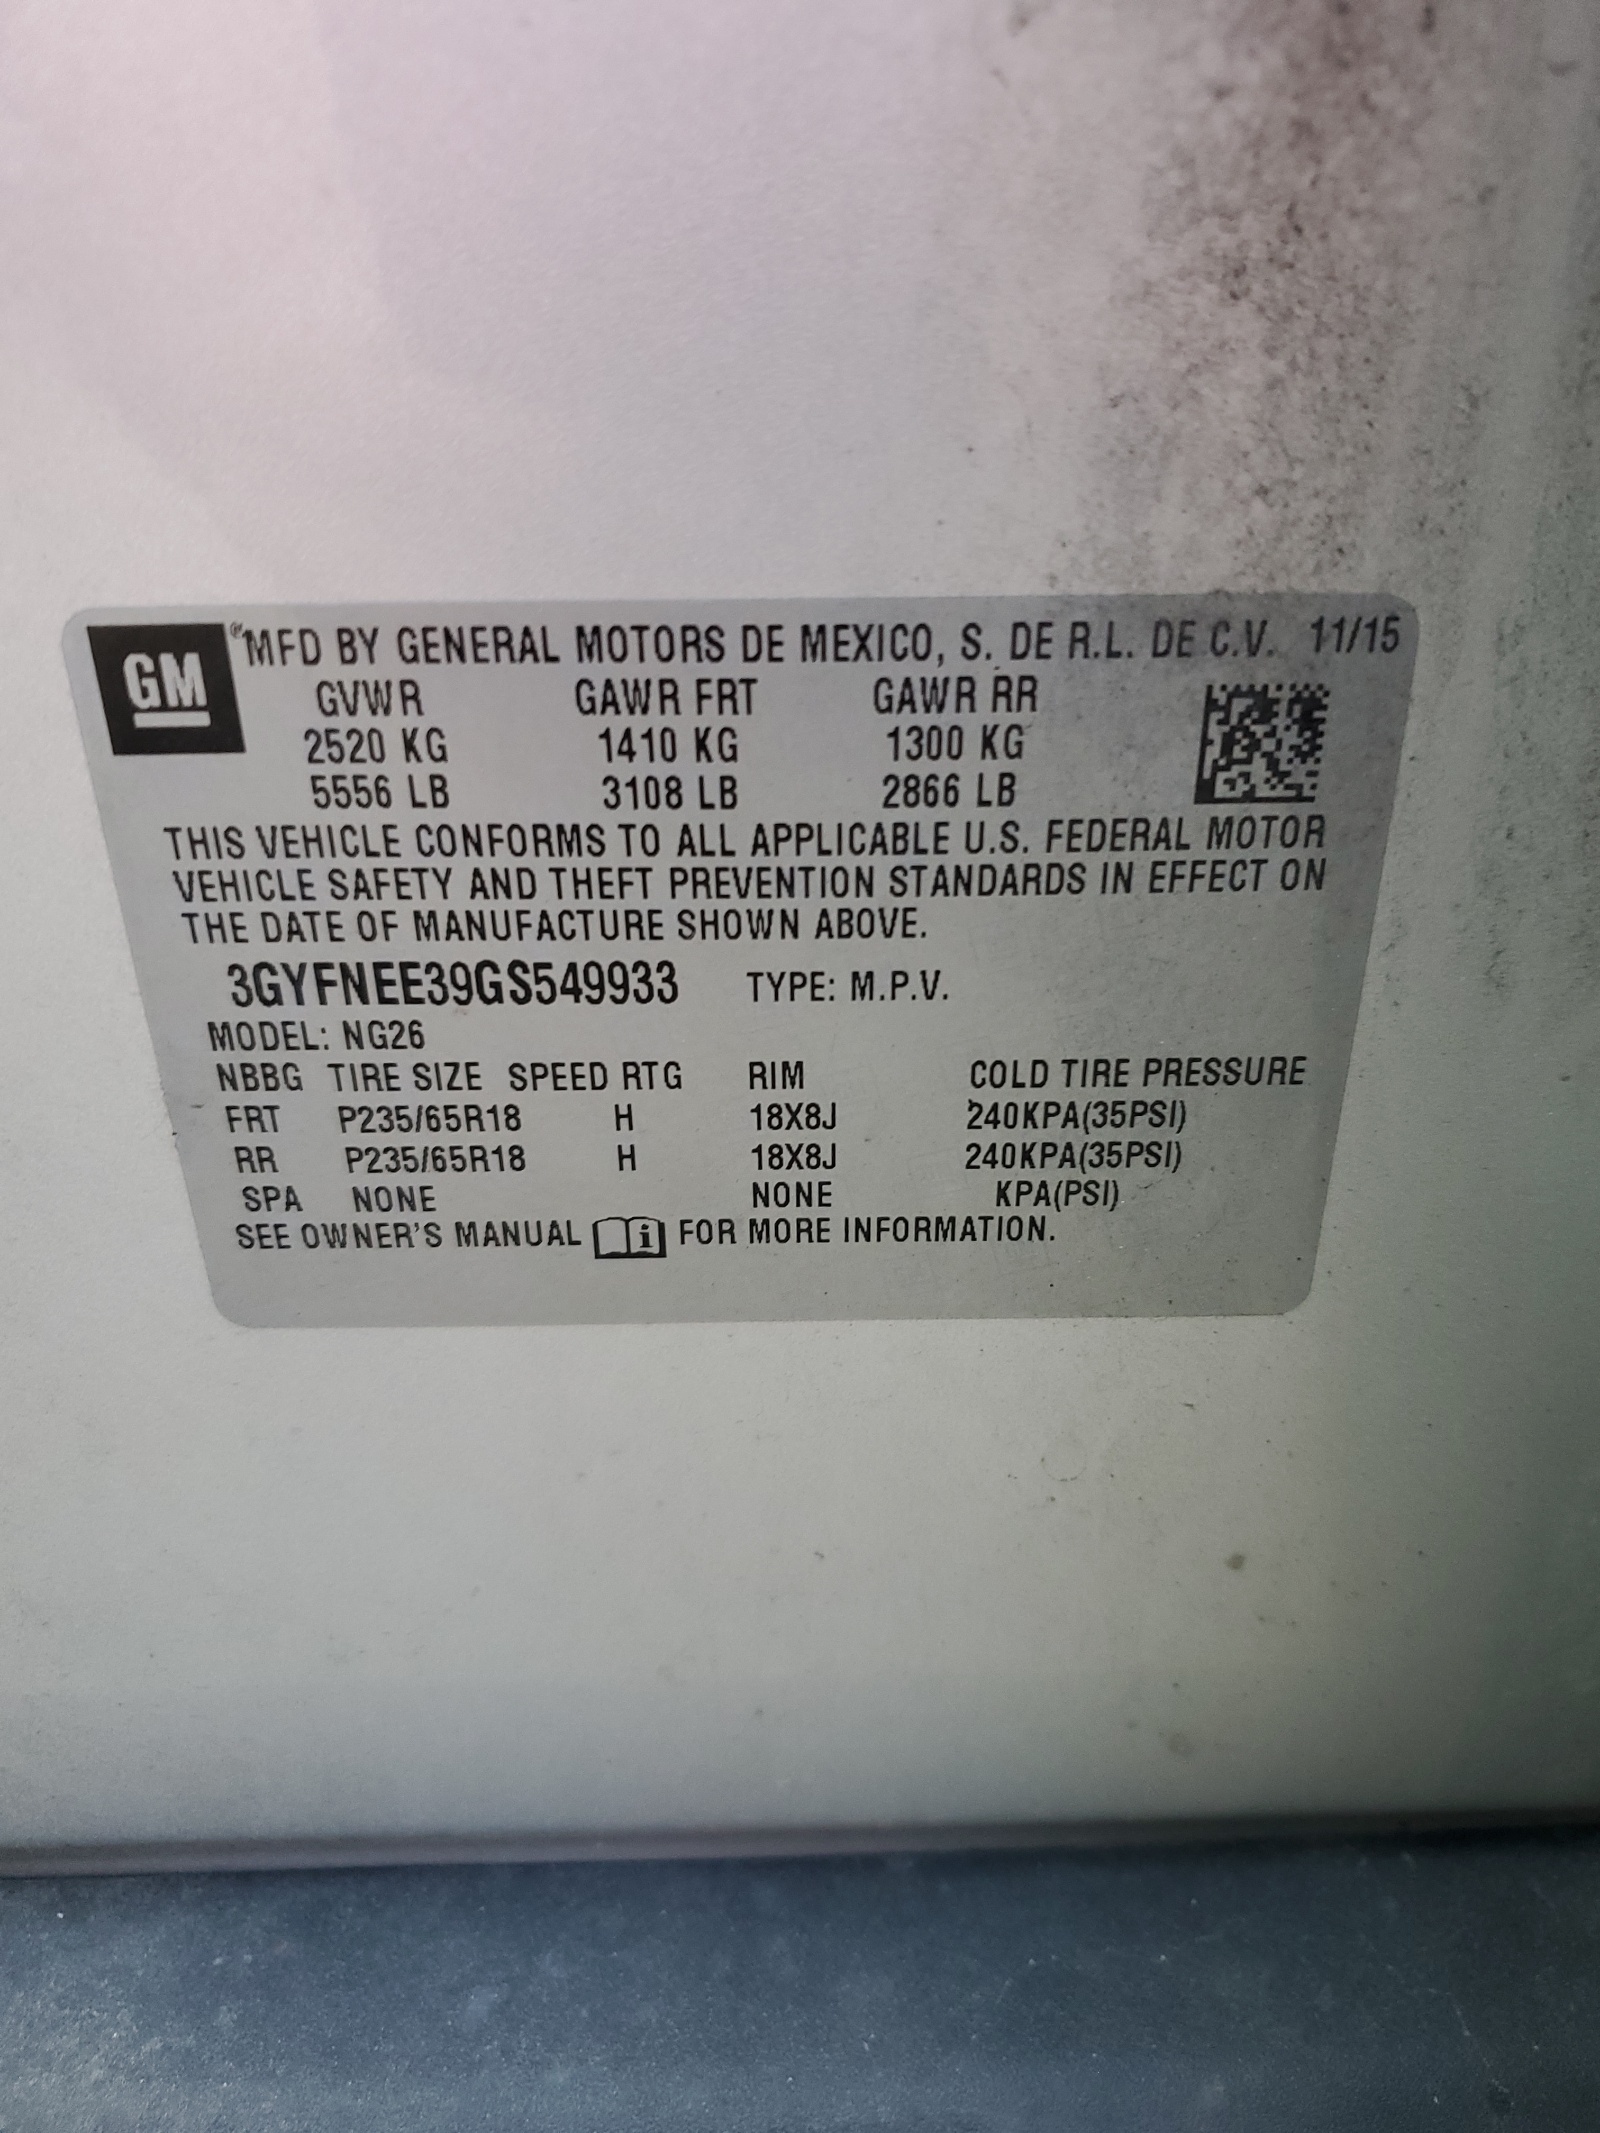 GM ® MFD BY GENERAL MOTORS DE MEXICO, S. DE R.L. DE C.V. 11/15
GVWR GAWR FRT GAWR RR
2520 KG 1410 KG 1300 KG
5556 LB 3108 LB 2866 LB
THIS VEHICLE CONFORMS TO ALL APPLICABLE U.S. FEDERAL MOTOR
VEHICLE SAFETY AND THEFT PREVENTION STANDARDS IN EFFECT ON
THE DATE OF MANUFACTURE SHOWN ABOVE.
3GYFNEE39GS549933 TYPE: M.P.V.
MODEL: NG26
NBBG TIRE SIZE SPEED RTG RIM COLD TIRE PRESSURE
FRT P235/65R18 H 18X8J 240KPA(35PSI)
RR P235/65R18 H 18X8J 240KPA(35PSI)
SPA NONE NONE KPA(PSI)
SEE OWNER'S MANUAL i FOR MORE INFORMATION.